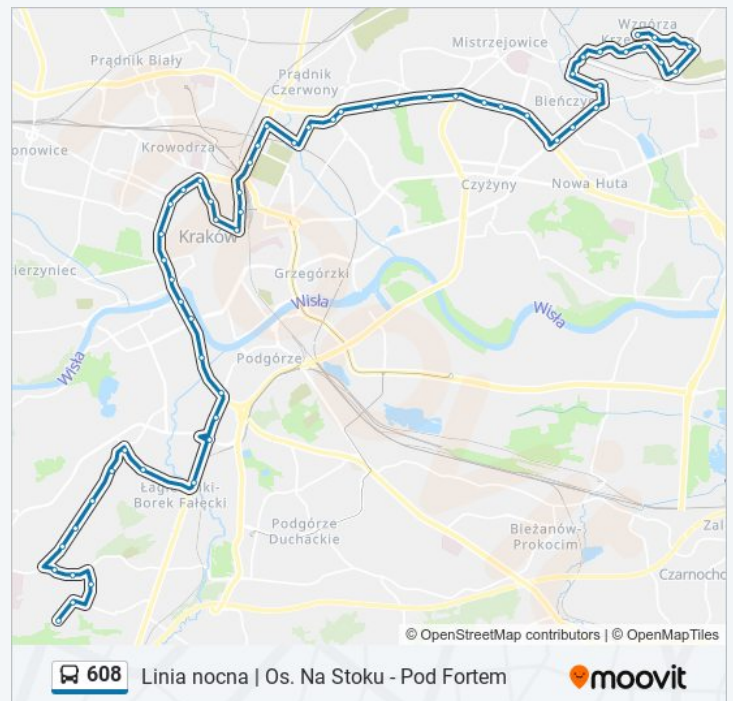 Wzgórza
Krzesławickie
Mistrzejowice
Prądnik Biały
Prądnik
Czerwony
Bieńczyce
onowice
Krowodrza
Czyżyny
Nowa Huta
Kraków
ierzyniec
Grzegórzki
Wisła
Wisła
Wisła
Podgórze
Łagiewniki-
Borek Fałęcki
Podgórze
Duchackie
Bieżanów-
Prokocim
Zal
Czarnocho
© OpenStreetMap contributors | © OpenMapTiles
608 Linia nocna | Os. Na Stoku - Pod Fortem moovit